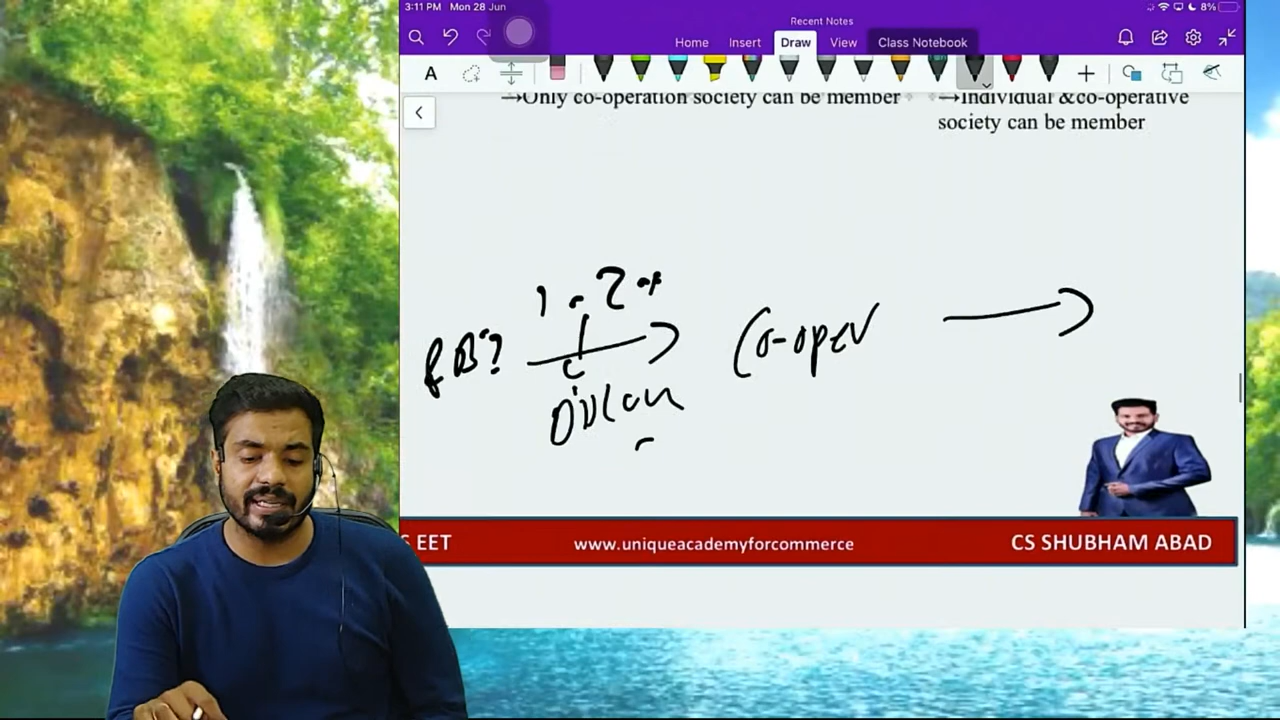 3:11 PM Mon 28 Jun
8%
Recent Notes
Home Insert Draw View Class Notebook
A
→Only co-operation society can be member
→Individual &co-operative
society can be member
1 2
Co-oper
S EET
www.uniqueacademyforcommerce
CS SHUBHAM ABAD